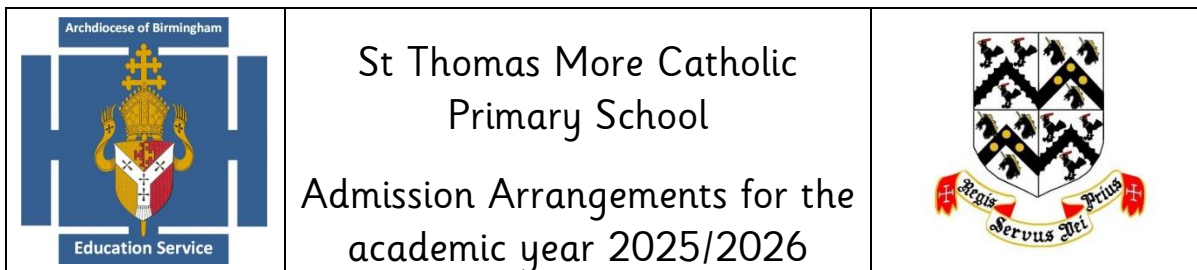 Archdiocese of Birmingham
Education Service
St Thomas More Catholic
Primary School
Admission Arrangements for the
academic year 2025/2026
Regis
Servus Dei
Prius